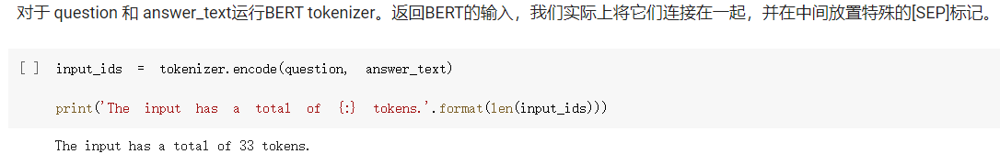 对于 question 和 answer_text运行BERT tokenizer。返回BERT的输入，我们实际上将它们连接在一起，并在中间放置特殊的[SEP]标记。
[ ] input_ids = tokenizer.encode(question, answer_text)
print('The input has a total of {:} tokens.'.format(len(input_ids)))
The input has a total of 33 tokens.